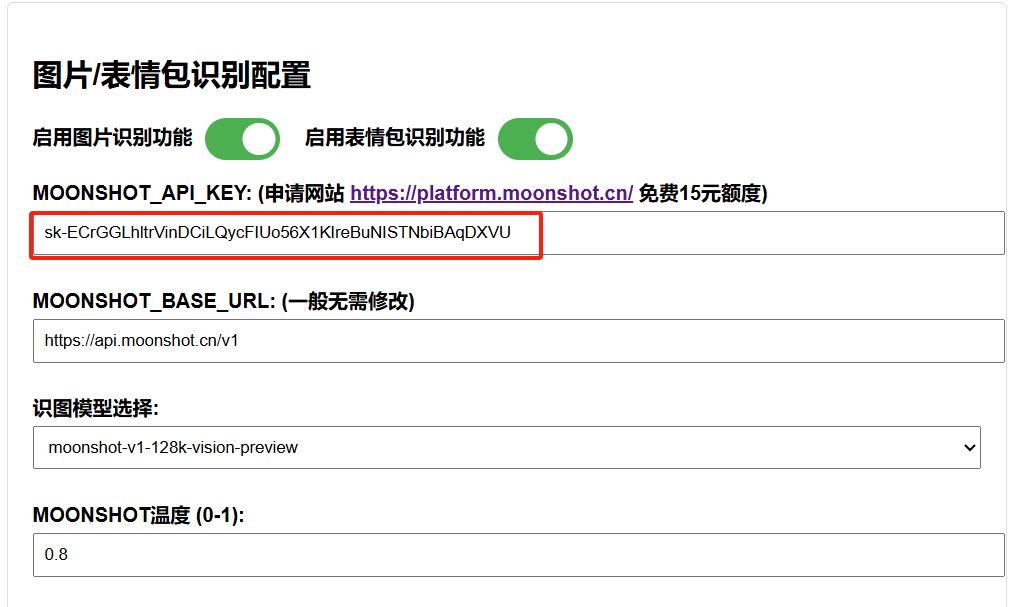 图片/表情包识别配置
启用图片识别功能 启用表情包识别功能
MOONSHOT_API_KEY: (申请网站 https://platform.moonshot.cn/ 免费15元额度)
MOONSHOT_BASE_URL: (一般无需修改)
https://api.moonshot.cn/v1
识图模型选择:
moonshot-v1-128k-vision-preview
MOONSHOT温度 (0-1):
0.8